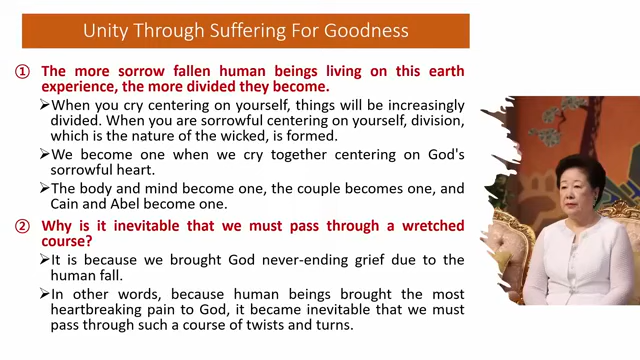 Unity Through Suffering For Goodness
① The more sorrow fallen human beings living on this earth
experience, the more divided they become.
➢When you cry centering on yourself, things will be increasingly
divided. When you are sorrowful centering on yourself, division,
which is the nature of the wicked, is formed.
➢We become one when we cry together centering on God's
sorrowful heart.
➢The body and mind become one, the couple becomes one, and
Cain and Abel become one.
② Why is it inevitable that we must pass through a wretched
course?
➢It is because we brought God never-ending grief due to the
human fall.
➢In other words, because human beings brought the most
heartbreaking pain to God, it became inevitable that we must
pass through such a course of twists and turns.